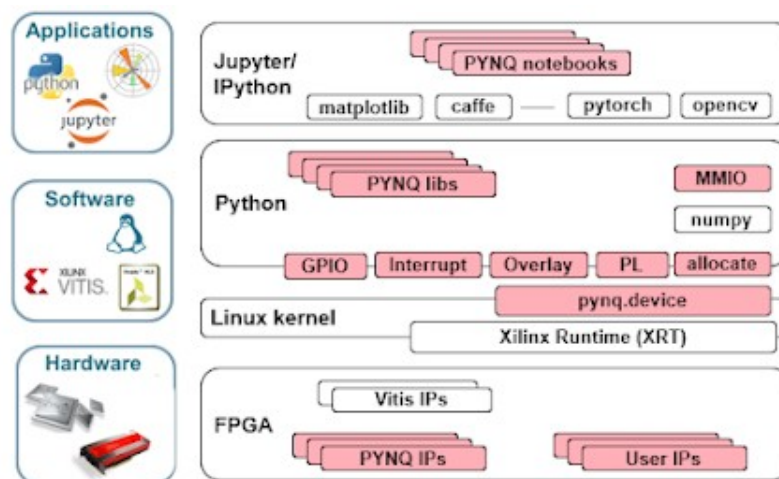 Applications
python
jupyter
Software
XILINX
VITIS.
Hardware
Jupyter/
IPython
PYNQ notebooks
matplotlib caffe pytorch opencv
Python
PYNQ libs
MMIO
numpy
GPIO Interrupt Overlay PL allocate
Linux kernel
pynq.device
Xilinx Runtime (XRT)
FPGA
Vitis IPs
PYNQ IPs User IPs